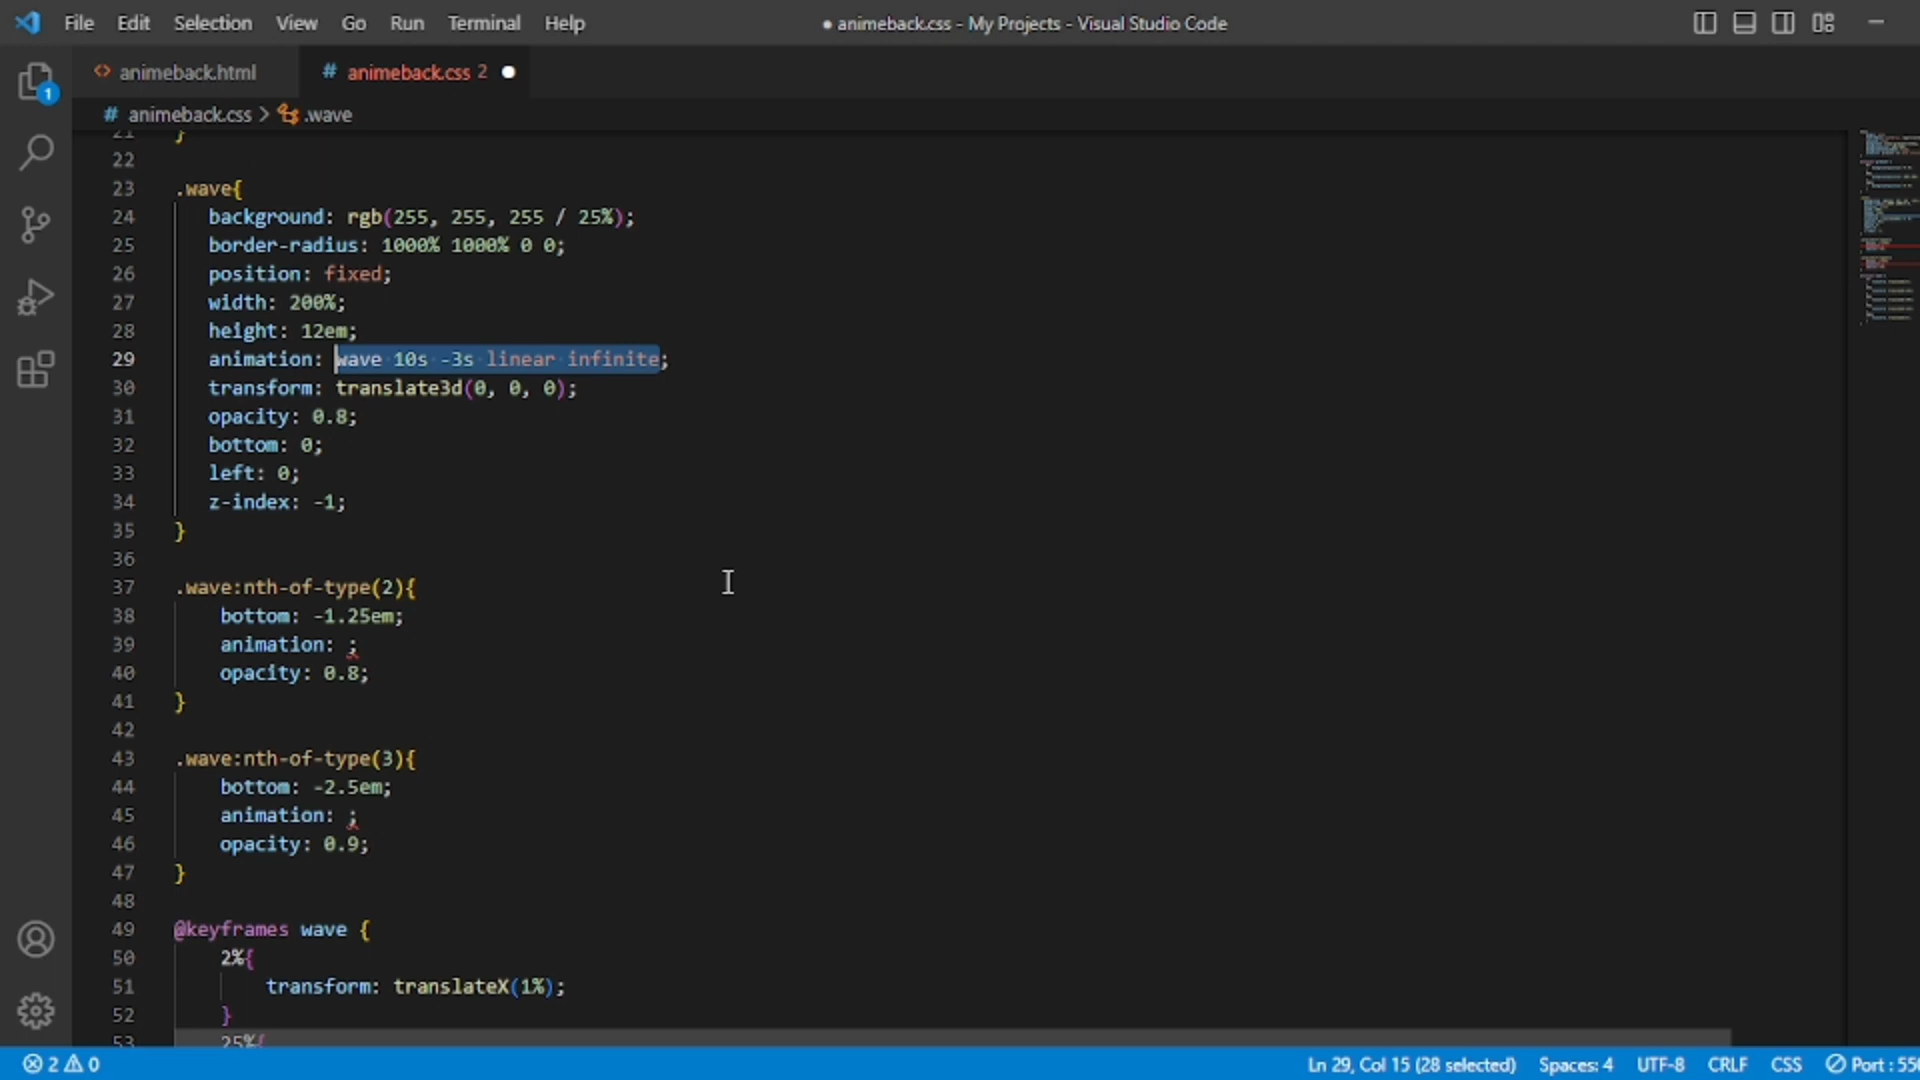 File Edit Selection View Go Run Terminal Help
● animeback.css - My Projects - Visual Studio Code
<> animeback.html # animeback.css 2 ●
# animeback.css > .wave
21 }
22
23 .wave{
24 background: rgb(255, 255, 255 / 25%);
25 border-radius: 1000% 1000% 0 0;
26 position: fixed;
27 width: 200%;
28 height: 12em;
29 animation: wave 10s -3s linear infinite;
30 transform: translate3d(0, 0, 0);
31 opacity: 0.8;
32 bottom: 0;
33 left: 0;
34 z-index: -1;
35 }
36
37 .wave:nth-of-type(2){
38 bottom: -1.25em;
39 animation: ;
40 opacity: 0.8;
41 }
42
43 .wave:nth-of-type(3){
44 bottom: -2.5em;
45 animation: ;
46 opacity: 0.9;
47 }
48
49 @keyframes wave {
50 2%{
51 transform: translateX(1%);
52 }
53 25%{
1
2 0 Ln 29, Col 15 (28 selected) Spaces: 4 UTF-8 CRLF CSS Port : 550